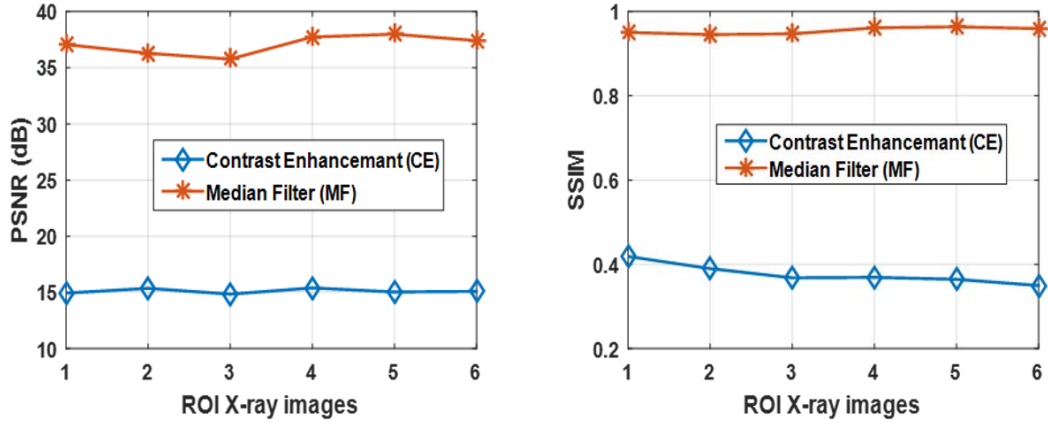 40
35
30
25
20
15
10
PSNR (dB)
Contrast Enhancemant (CE)
Median Filter (MF)
1 2 3 4 5 6
ROI X-ray images
1
0.8
0.6
0.4
0.2
SSIM
Contrast Enhancemant (CE)
Median Filter (MF)
1 2 3 4 5 6
ROI X-ray images